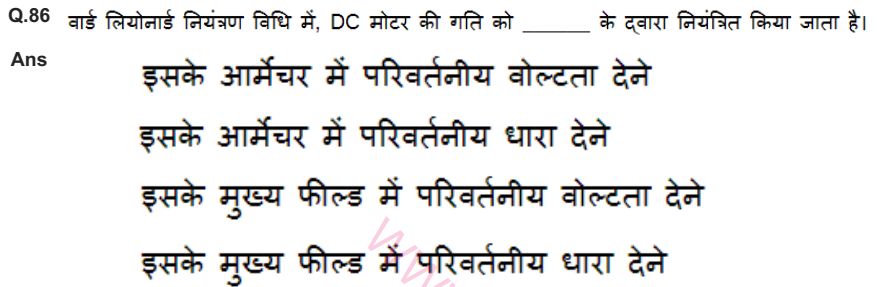 Q.86 वार्ड लियोनार्ड नियंत्रण विधि में, DC मोटर की गति को ______ के द्वारा नियंत्रित किया जाता है।
Ans
इसके आर्मेचर में परिवर्तनीय वोल्टता देने
इसके आर्मेचर में परिवर्तनीय धारा देने
इसके मुख्य फील्ड में परिवर्तनीय वोल्टता देने
इसके मुख्य फील्ड में परिवर्तनीय धारा देने